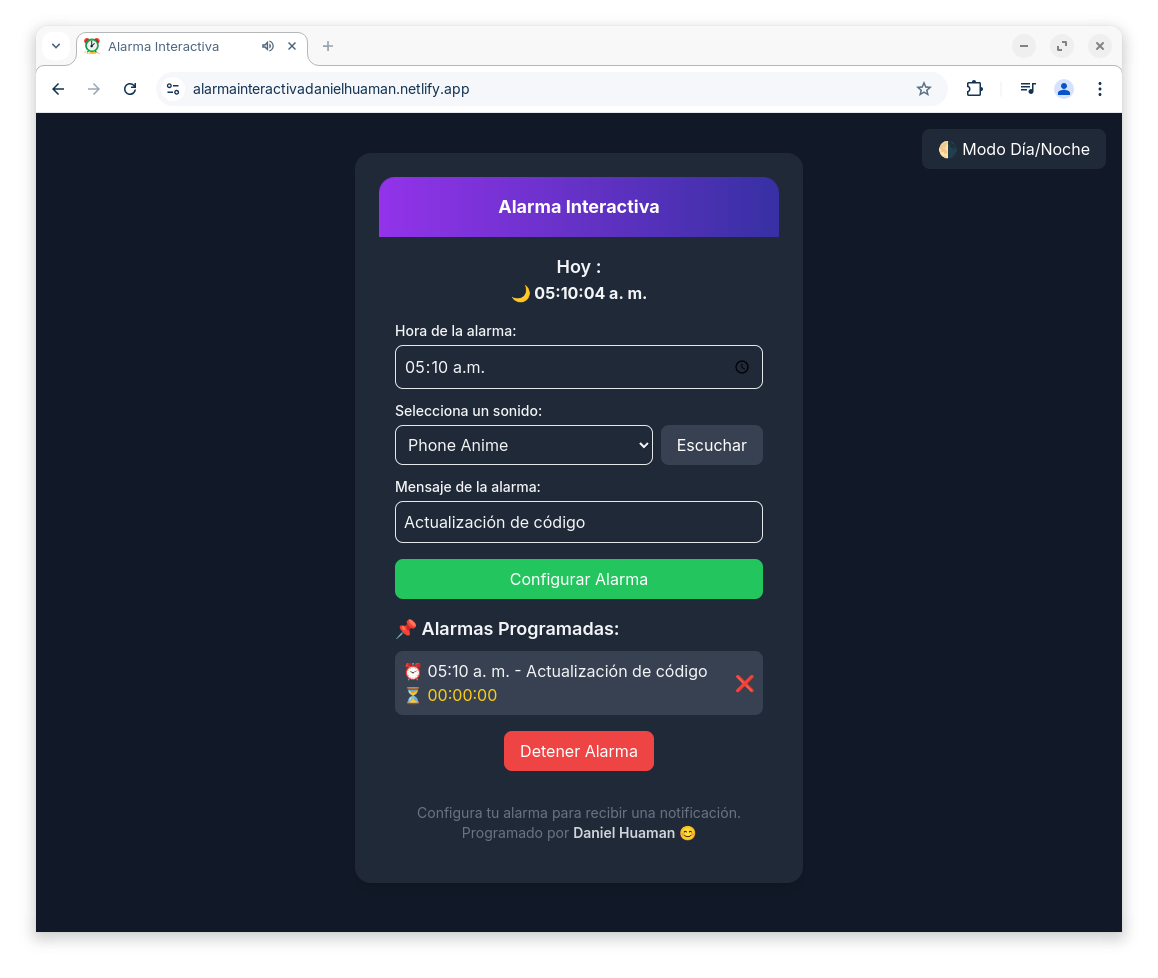 Alarma Interactiva
alarmainteractivadanielhuaman.netlify.app
🌗 Modo Día/Noche
Alarma Interactiva
Hoy :
🌙 05:10:04 a. m.
Hora de la alarma:
05:10 a.m.
Selecciona un sonido:
Phone Anime
Escuchar
Mensaje de la alarma:
Actualización de código
Configurar Alarma
📌 Alarmas Programadas:
⏰ 05:10 a. m. - Actualización de código
⏳ 00:00:00
❌
Detener Alarma
Configura tu alarma para recibir una notificación.
Programado por Daniel Huaman 😊